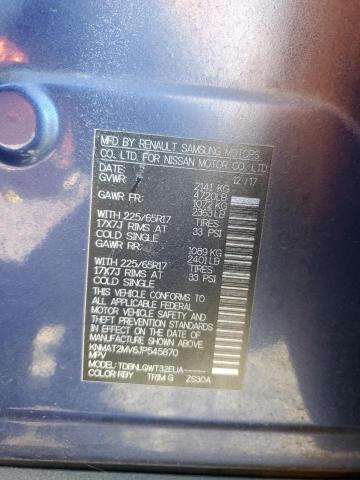 MFD BY RENAULT SAMSUNG MOTORS
CO., LTD. FOR NISSAN MOTOR CO., LTD.
DATE: 12/17
GVWR: 2141 KG
4720LB
GAWR FR: 1072 KG
2363LB
WITH 225/65R17 TIRES
17X7J RIMS AT 33 PSI
COLD SINGLE
GAWR RR: 1089 KG
2401LB
WITH 225/65R17 TIRES
17X7J RIMS AT 33 PSI
COLD SINGLE
THIS VEHICLE CONFORMS TO ALL
APPLICABLE FEDERAL
MOTOR VEHICLE SAFETY STANDARDS
IN EFFECT ON THE DATE OF
MANUFACTURE SHOWN ABOVE.
KNMAT2MV6JP545670
MPV
MODEL:TDBNLQWT32EUA-----
COLOR:RBY TRIM:G ZS30A